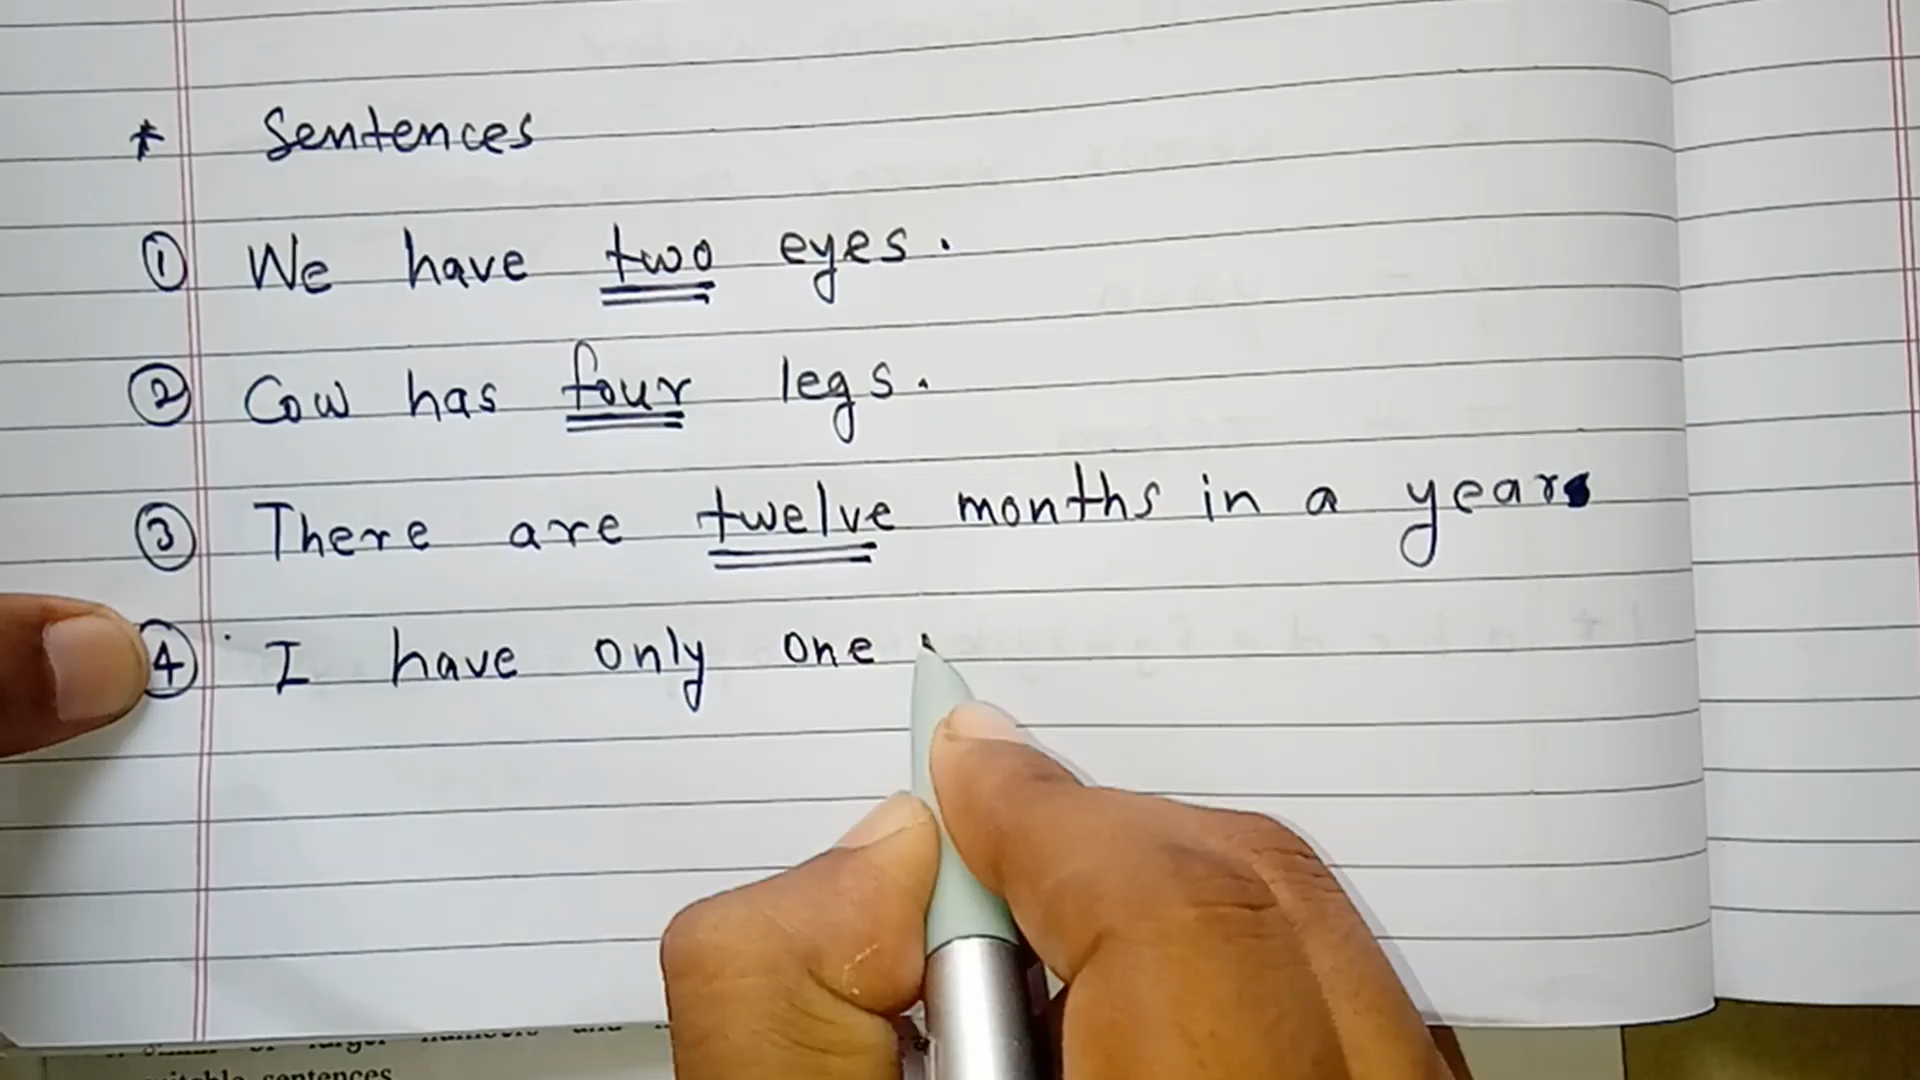 * Sentences
① We have two eyes.
② Cow has four legs.
③ There are twelve months in a year
④ I have only one
sentences